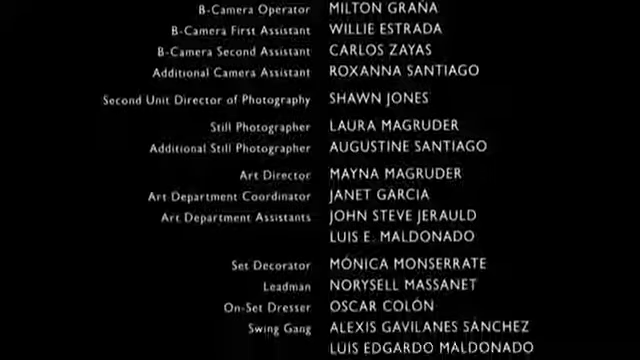 B-Camera Operator MILTON GRAÑA
B-Camera First Assistant WILLIE ESTRADA
B-Camera Second Assistant CARLOS ZAYAS
Additional Camera Assistant ROXANNA SANTIAGO
Second Unit Director of Photography SHAWN JONES
Still Photographer LAURA MAGRUDER
Additional Still Photographer AUGUSTINE SANTIAGO
Art Director MAYNA MAGRUDER
Art Department Coordinator JANET GARCIA
Art Department Assistants JOHN STEVE JERAULD
LUIS E. MALDONADO
Set Decorator MÓNICA MONSERRATE
Leadman NORYSELL MASSANET
On-Set Dresser OSCAR COLÓN
Swing Gang ALEXIS GAVILANES SÁNCHEZ
LUIS EDGARDO MALDONADO